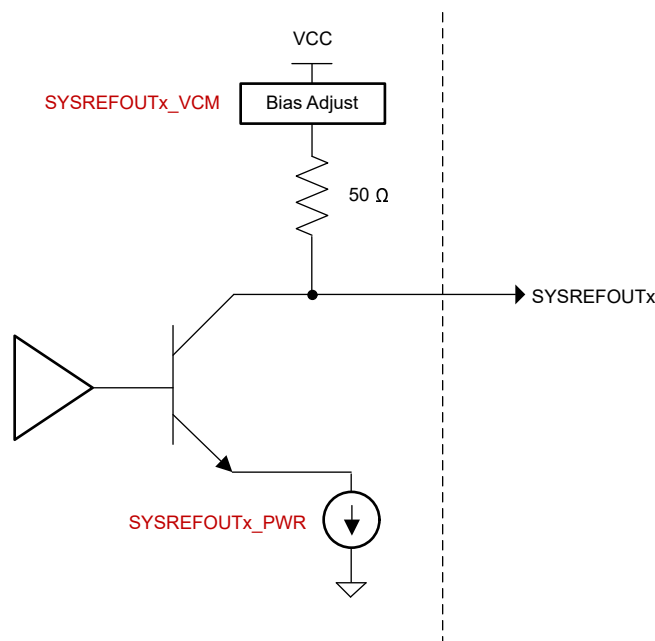 VCC
SYSREFOUTx_VCM
Bias Adjust
50 Ω
SYSREFOUTx
SYSREFOUTx_PWR